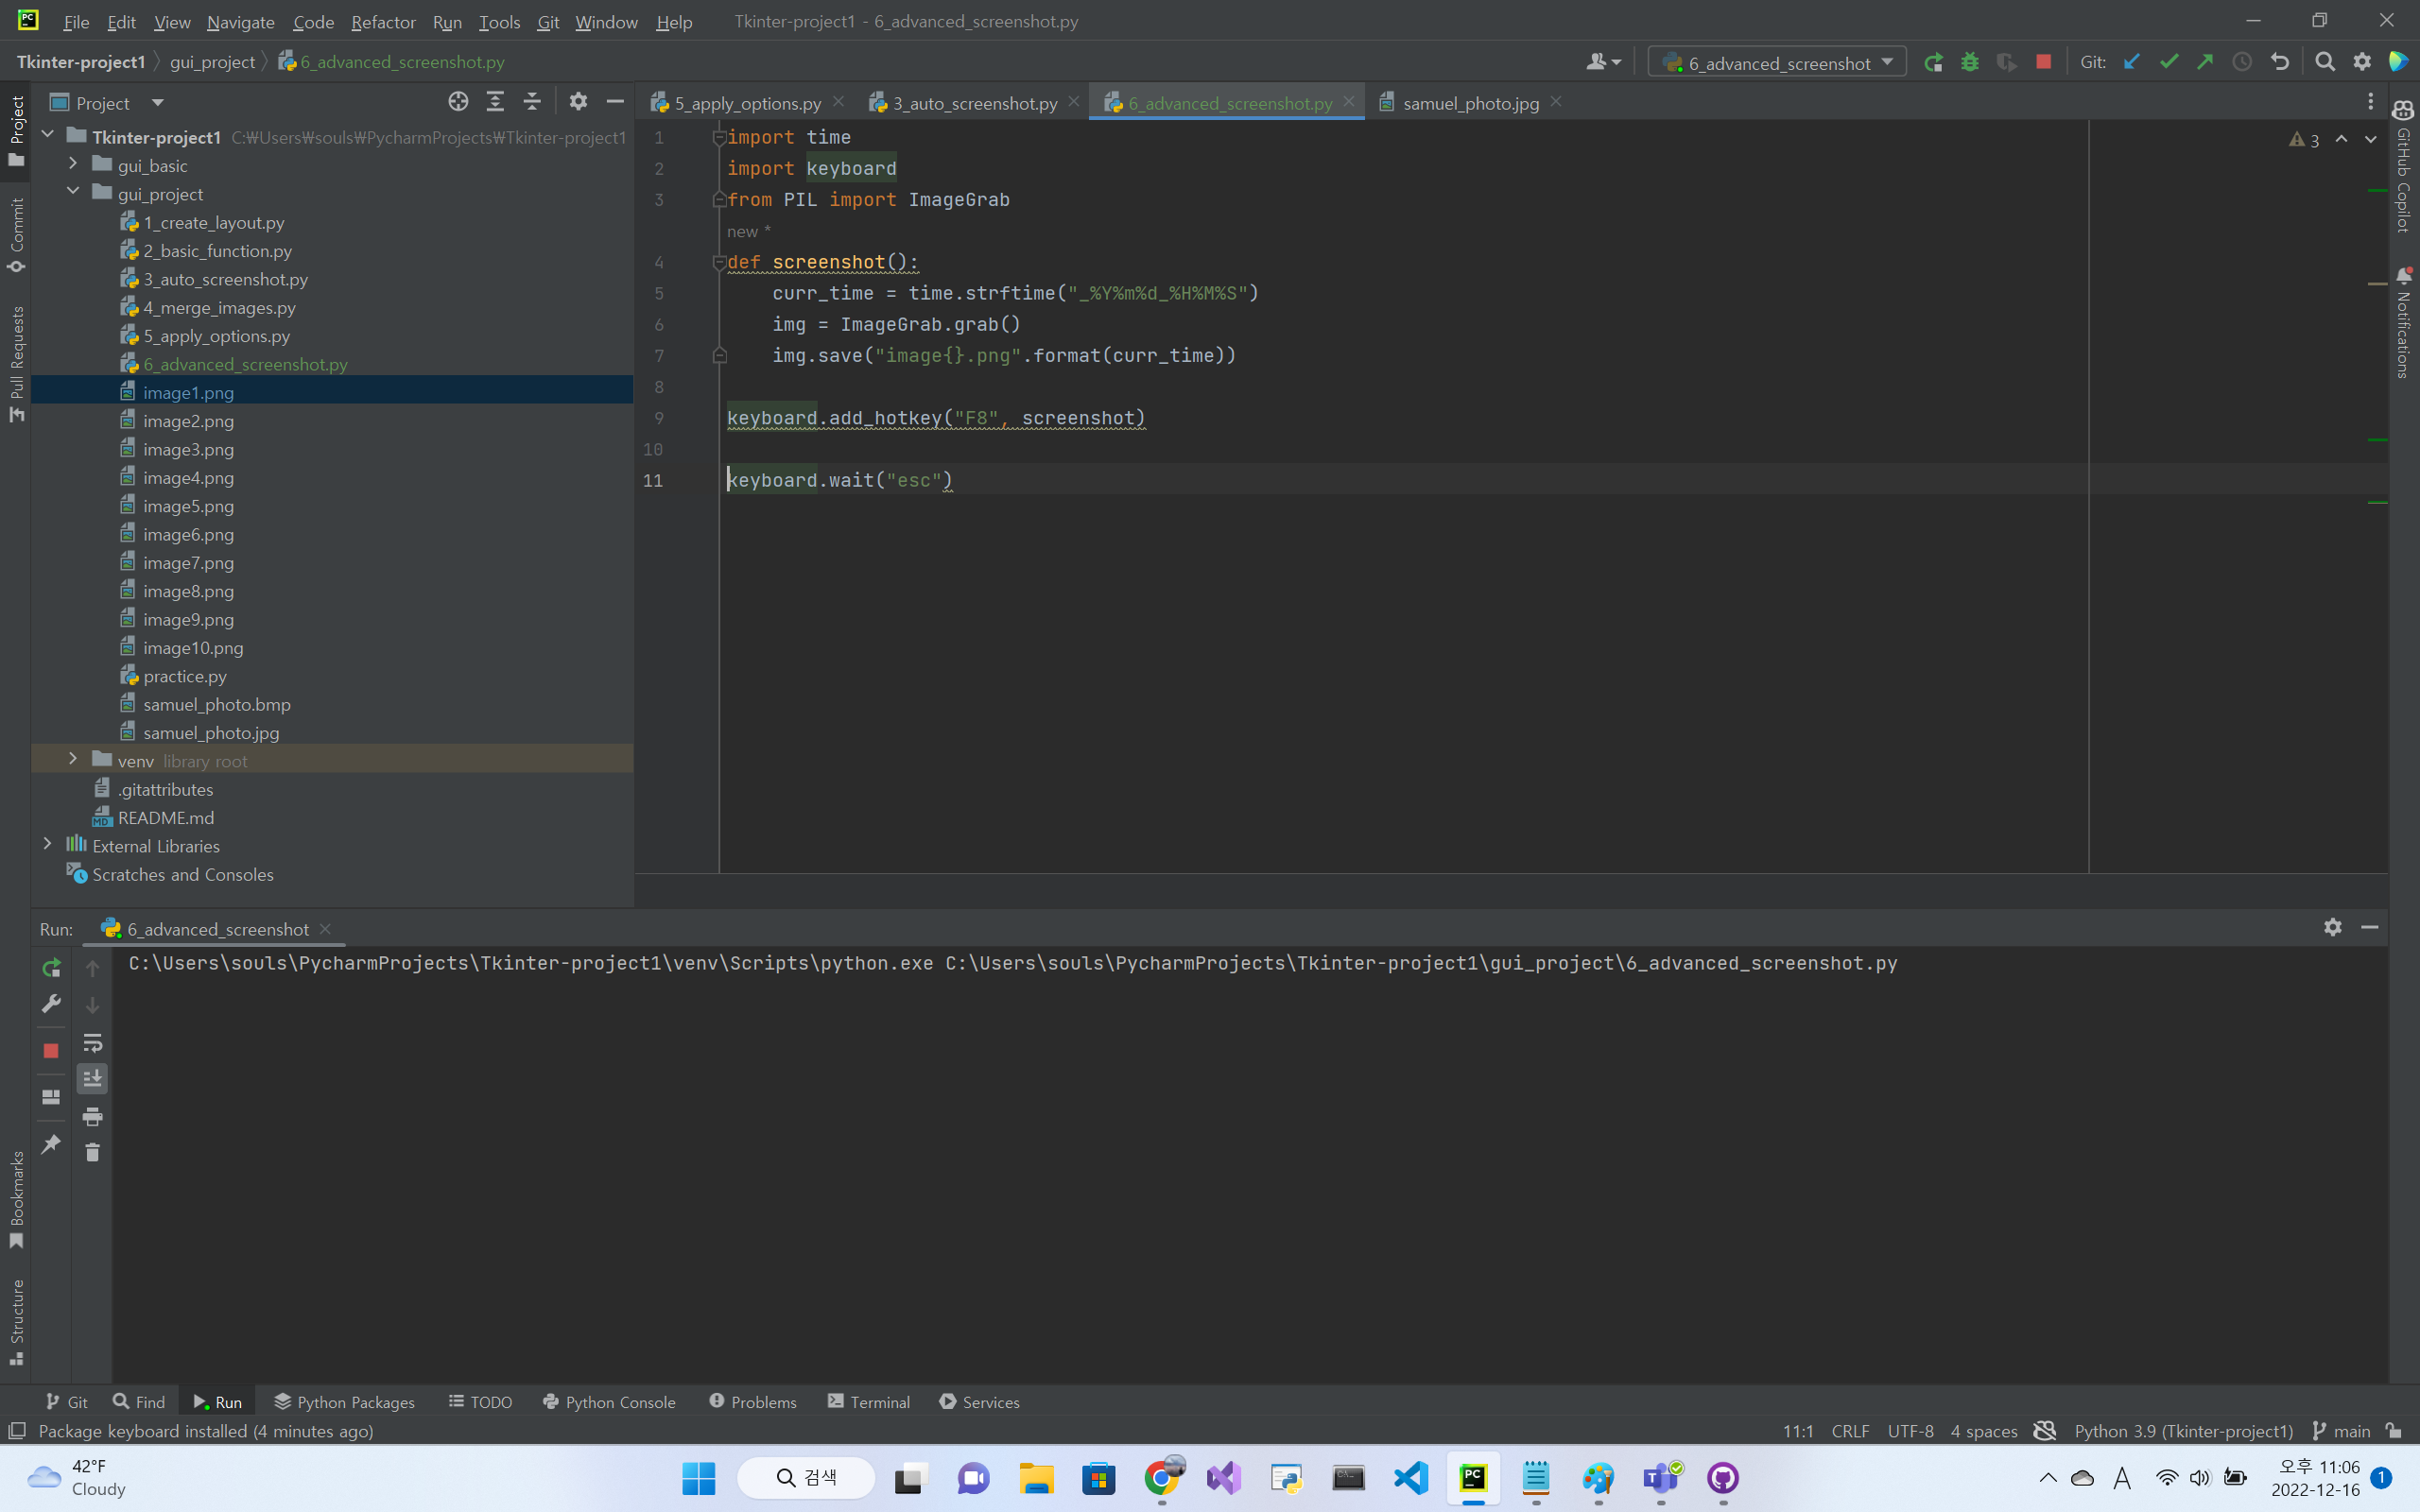 PC
File Edit View Navigate Code Refactor Run Tools Git Window Help Tkinter-project1 - 6_advanced_screenshot.py
Tkinter-project1 gui_project 6_advanced_screenshot.py 6_advanced_screenshot Git:
Project
5_apply_options.py 3_auto_screenshot.py 6_advanced_screenshot.py samuel_photo.jpg
Tkinter-project1 C:₩Users₩souls₩PycharmProjects₩Tkinter-project1
gui_basic
gui_project
1_create_layout.py
2_basic_function.py
3_auto_screenshot.py
4_merge_images.py
5_apply_options.py
6_advanced_screenshot.py
image1.png
image2.png
image3.png
image4.png
image5.png
image6.png
image7.png
image8.png
image9.png
image10.png
practice.py
samuel_photo.bmp
samuel_photo.jpg
venv library root
.gitattributes
README.md
External Libraries
Scratches and Consoles
Project
Commit
Pull Requests
Bookmarks
Structure
1 import time
2 import keyboard
3 from PIL import ImageGrab
new *
4 def screenshot():
5 curr_time = time.strftime("_%Y%m%d_%H%M%S")
6 img = ImageGrab.grab()
7 img.save("image{}.png".format(curr_time))
8
9 keyboard.add_hotkey("F8", screenshot)
10
11 keyboard.wait("esc")
3
GitHub Copilot
Notifications
Run: 6_advanced_screenshot
C:\Users\souls\PycharmProjects\Tkinter-project1\venv\Scripts\python.exe C:\Users\souls\PycharmProjects\Tkinter-project1\gui_project\6_advanced_screenshot.py
Git Find Run Python Packages TODO Python Console Problems Terminal Services
Package keyboard installed (4 minutes ago) 11:1 CRLF UTF-8 4 spaces Python 3.9 (Tkinter-project1) main
42°F
Cloudy
검색
PC
A
오후 11:06
2022-12-16
1